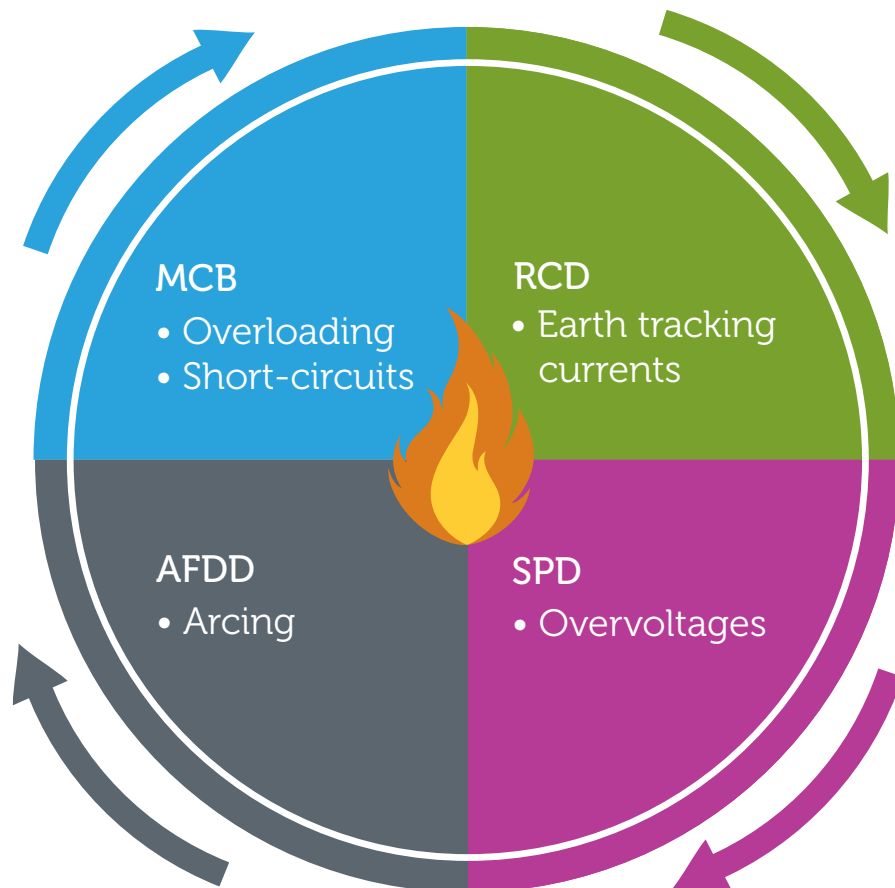 MCB
• Overloading
• Short-circuits
RCD
• Earth tracking
currents
AFDD
• Arcing
SPD
• Overvoltages